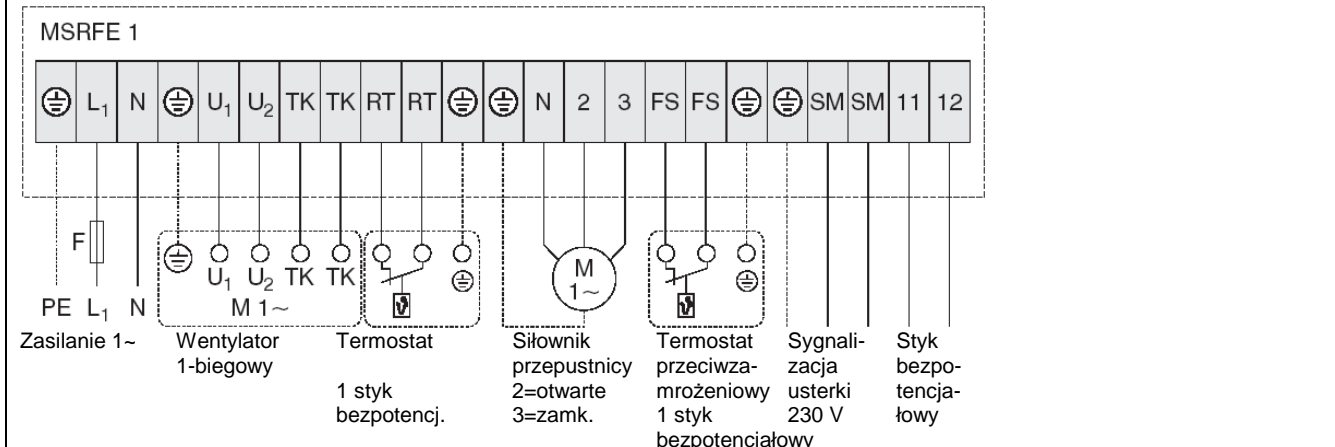 MSRFE 1
L1 N U1 U2 TK TK RT RT N 2 3 FS FS SM SM 11 12
F
U1 U2 TK TK
M 1~
M
1~
PE L1 N
Zasilanie 1~
Wentylator
1-biegowy
Termostat
1 styk
bezpotencj.
Siłownik
przepustnicy
2=otwarte
3=zamk.
Termostat
przeciwza-
mrożeniowy
1 styk
bezpotencjałowy
Sygnali-
zacja
usterki
230 V
Styk
bezpo-
tencja-
łowy